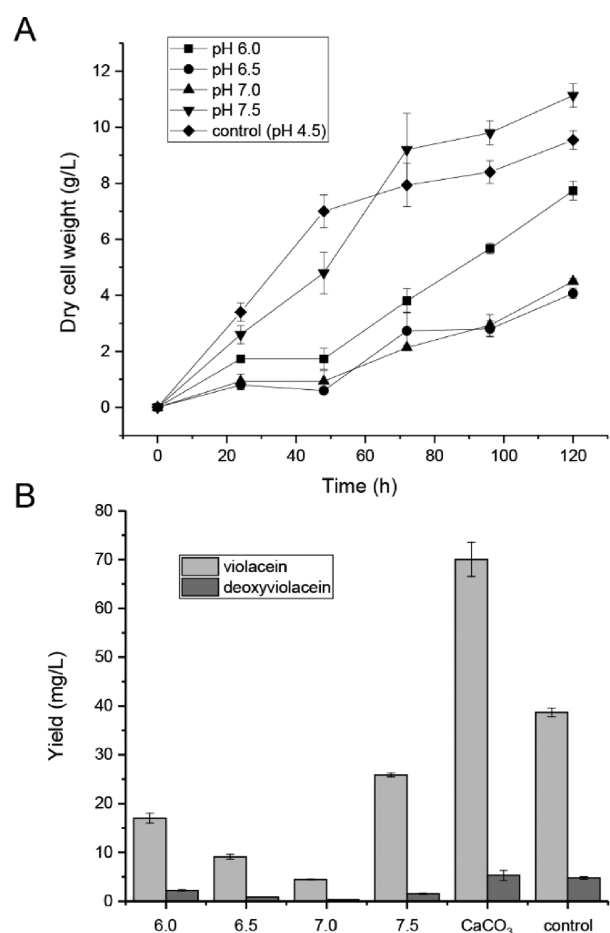 A
pH 6.0
pH 6.5
pH 7.0
pH 7.5
control (pH 4.5)
Dry cell weight (g/L)
12
10
8
6
4
2
0
0 20 40 60 80 100 120
Time (h)
B
violacein
deoxyviolacein
Yield (mg/L)
80
70
60
50
40
30
20
10
0
6.0 6.5 7.0 7.5 CaCO₃ control